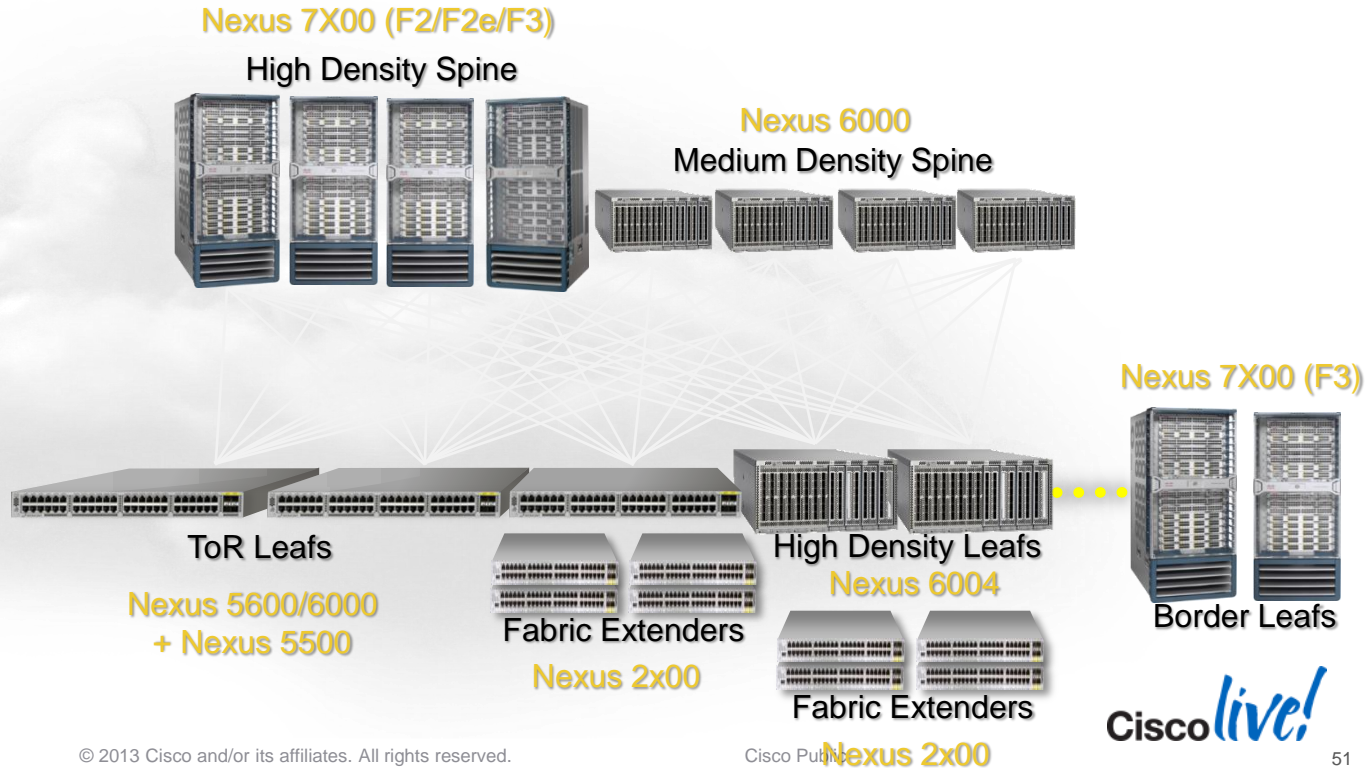 Nexus 7X00 (F2/F2e/F3)
High Density Spine
Nexus 6000
Medium Density Spine
Nexus 7X00 (F3)
ToR Leafs
High Density Leafs
Nexus 6004
Nexus 5600/6000
+ Nexus 5500
Fabric Extenders
Nexus 2x00
Border Leafs
Fabric Extenders
Nexus 2x00
Cisco live!
© 2013 Cisco and/or its affiliates. All rights reserved.
Cisco Public
51